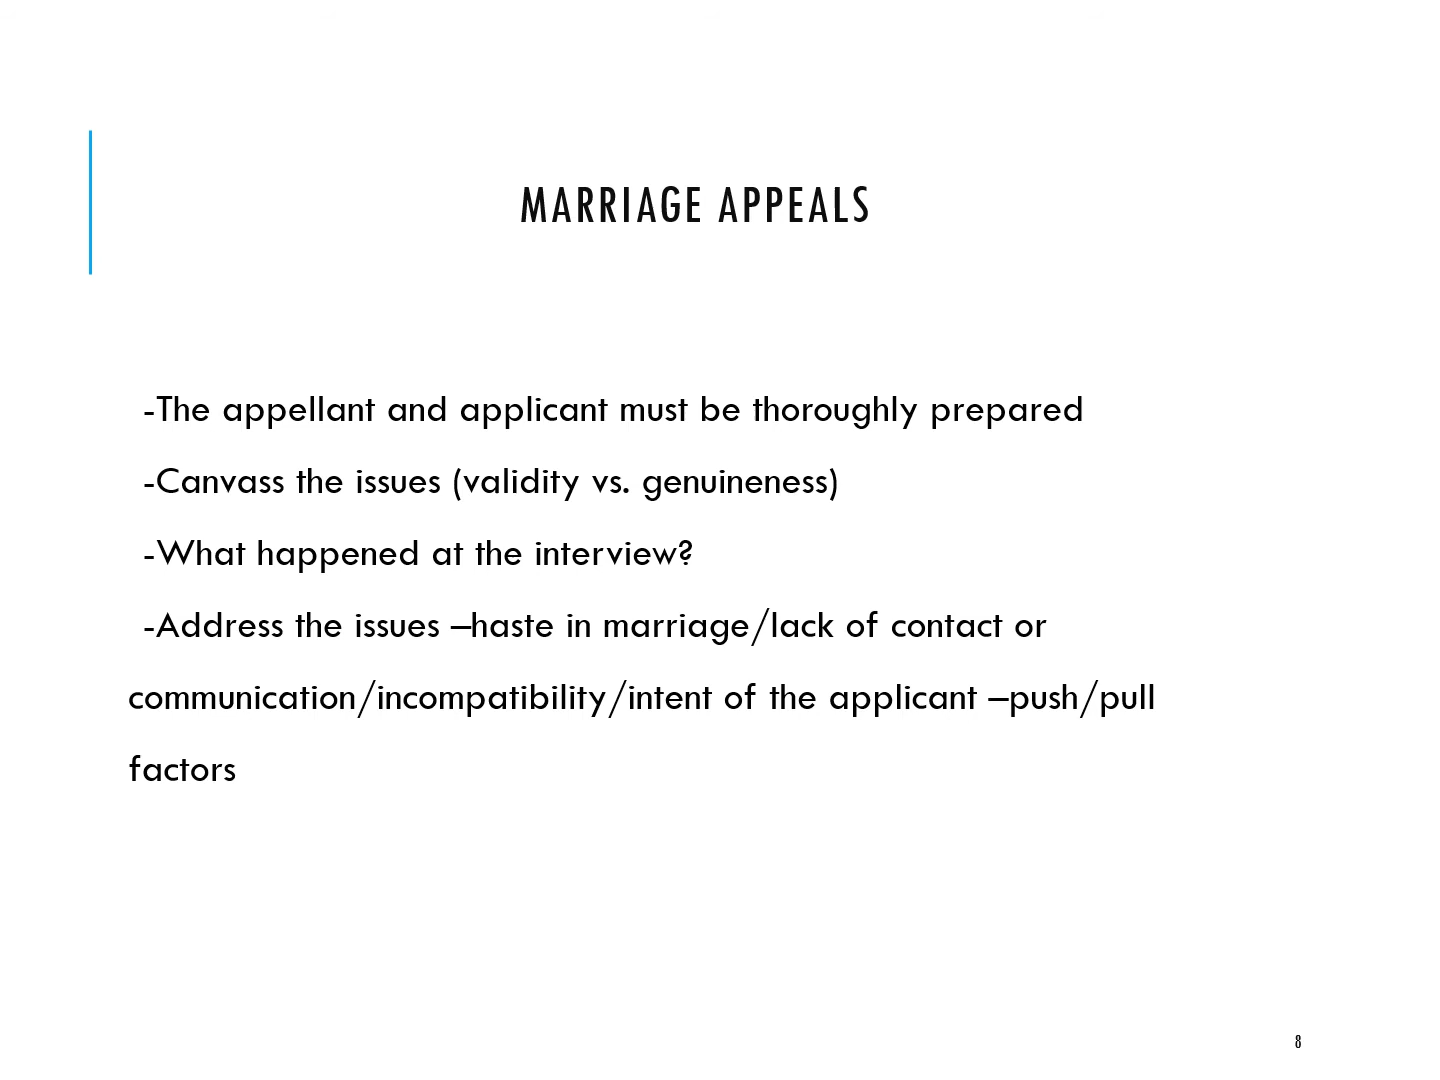 MARRIAGE APPEALS
-The appellant and applicant must be thoroughly prepared
-Canvass the issues (validity vs. genuineness)
-What happened at the interview?
-Address the issues –haste in marriage/lack of contact or
communication/incompatibility/intent of the applicant –push/pull
factors
8